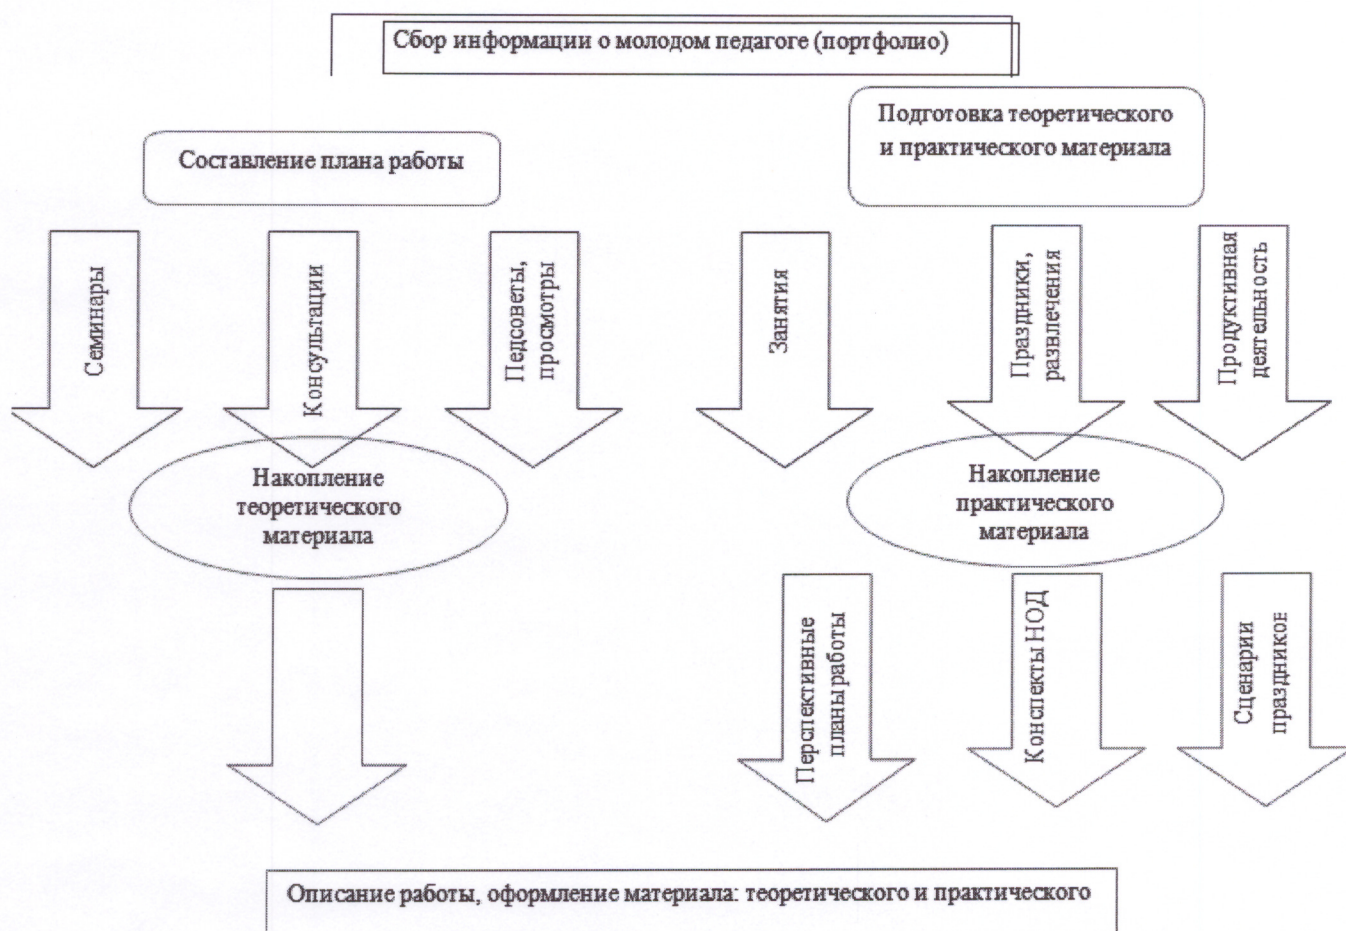 Сбор информации о молодом педагоге (портфолио)
Составление плана работы
Подготовка теоретического
и практического материала
Семинары
Консультации
Педсоветы,
просмотры
Занятия
Праздники,
развлечения
Продуктивная
деятельность
Накопление
теоретического
материала
Накопление
практического
материала
Перспективные
планы работы
Конспекты НОД
Сценарии
праздникон
Описание работы, оформление материала: теоретического и практического